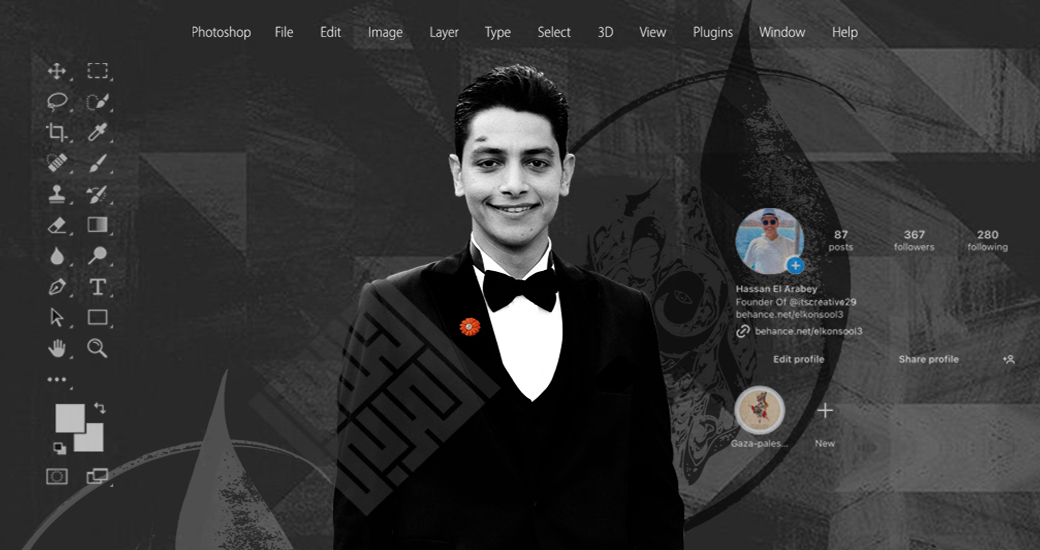 Photoshop File Edit Image Layer Type Select 3D View Plugins Window Help
87 367 280
posts followers following
Hassan El Arabey
Founder Of @itscreative29
behance.net/elkonsool3
behance.net/elkonsool3
Edit profile Share profile
Gaza-pales... New
T